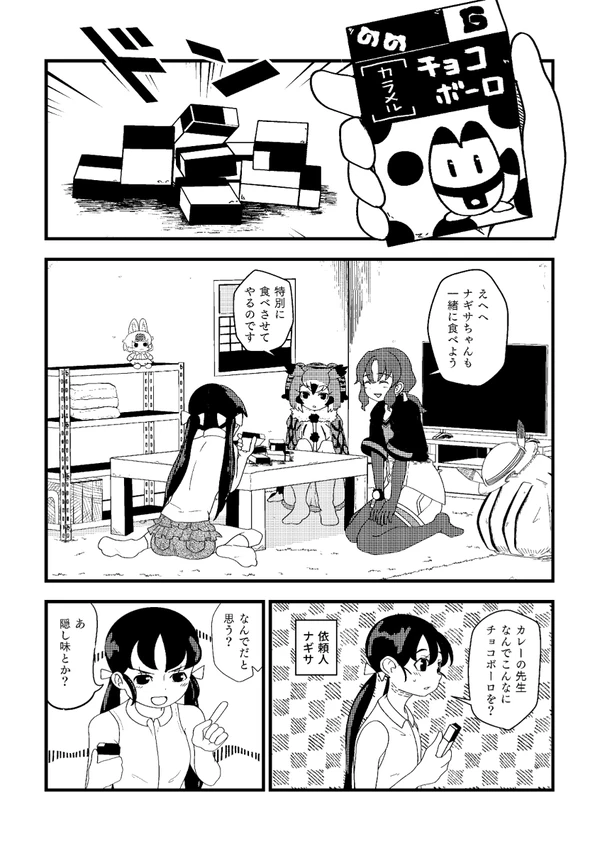 ドドン
のの
チョコ
ボーロ
[カラメル]
えへへ
ナギサちゃんも
一緒に食べよう
特別に
食べさせて
やるのです
カレーの先生
なんでこんなに
チョコボーロを?
依頼人
ナギサ
なんでだと
思う?
あ
隠し味とか?